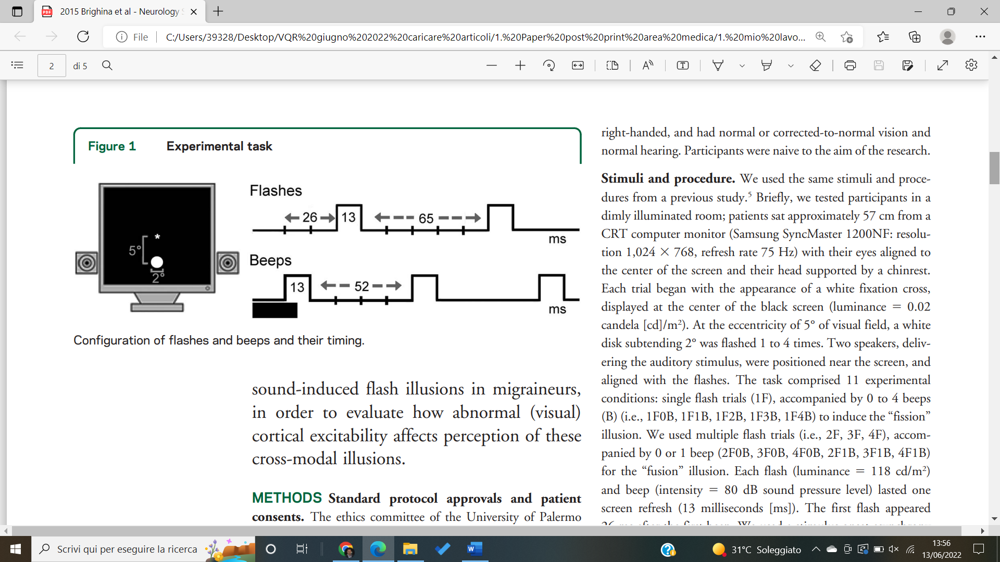 2015 Brighina et al - Neurology
File
C:/Users/39328/Desktop/VQR%20giugno%202022%20caricare%20articoli/1.%20Paper%20post%20print%20area%20medica/1.%20mio%20lavo...
2 di 5
Figure 1 Experimental task
Flashes
26 13 65
ms
5°
*
2°
Beeps
13 52
ms
Configuration of flashes and beeps and their timing.
sound-induced flash illusions in migraineurs,
in order to evaluate how abnormal (visual)
cortical excitability affects perception of these
cross-modal illusions.
METHODS Standard protocol approvals and patient
consents. The ethics committee of the University of Palermo
right-handed, and had normal or corrected-to-normal vision and
normal hearing. Participants were naive to the aim of the research.
Stimuli and procedure. We used the same stimuli and proce-
dures from a previous study.⁵ Briefly, we tested participants in a
dimly illuminated room; patients sat approximately 57 cm from a
CRT computer monitor (Samsung SyncMaster 1200NF: resolu-
tion 1,024 × 768, refresh rate 75 Hz) with their eyes aligned to
the center of the screen and their head supported by a chinrest.
Each trial began with the appearance of a white fixation cross,
displayed at the center of the black screen (luminance = 0.02
candela [cd]/m²). At the eccentricity of 5° of visual field, a white
disk subtending 2° was flashed 1 to 4 times. Two speakers, deliv-
ering the auditory stimulus, were positioned near the screen, and
aligned with the flashes. The task comprised 11 experimental
conditions: single flash trials (1F), accompanied by 0 to 4 beeps
(B) (i.e., 1F0B, 1F1B, 1F2B, 1F3B, 1F4B) to induce the “fission”
illusion. We used multiple flash trials (i.e., 2F, 3F, 4F), accom-
panied by 0 or 1 beep (2F0B, 3F0B, 4F0B, 2F1B, 3F1B, 4F1B)
for the “fusion” illusion. Each flash (luminance = 118 cd/m²)
and beep (intensity = 80 dB sound pressure level) lasted one
screen refresh (13 milliseconds [ms]). The first flash appeared
Scrivi qui per eseguire la ricerca
31°C Soleggiato
13:56
13/06/2022